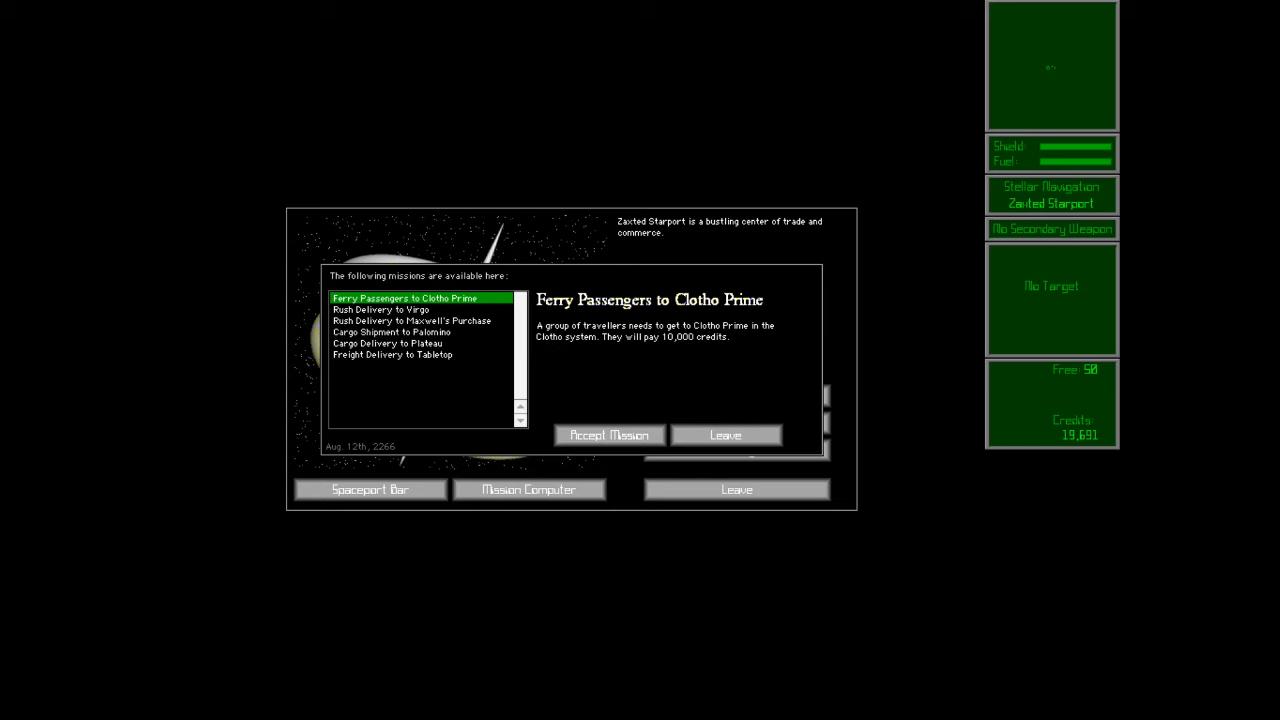 Shield:
Fuel:
Stellar Navigation
Zaxted Starport
No Secondary Weapon
No Target
Free: 50
Credits:
19,691
Zaxted Starport is a bustling center of trade and
commerce.
The following missions are available here:
Ferry Passengers to Clotho Prime
Rush Delivery to Virgo
Rush Delivery to Maxwell's Purchase
Cargo Shipment to Palomino
Cargo Delivery to Plateau
Freight Delivery to Tabletop
Ferry Passengers to Clotho Prime
A group of travellers needs to get to Clotho Prime in the
Clotho system. They will pay 10,000 credits.
Accept Mission
Leave
Aug. 12th, 2266
Spaceport Bar
Mission Computer
Leave